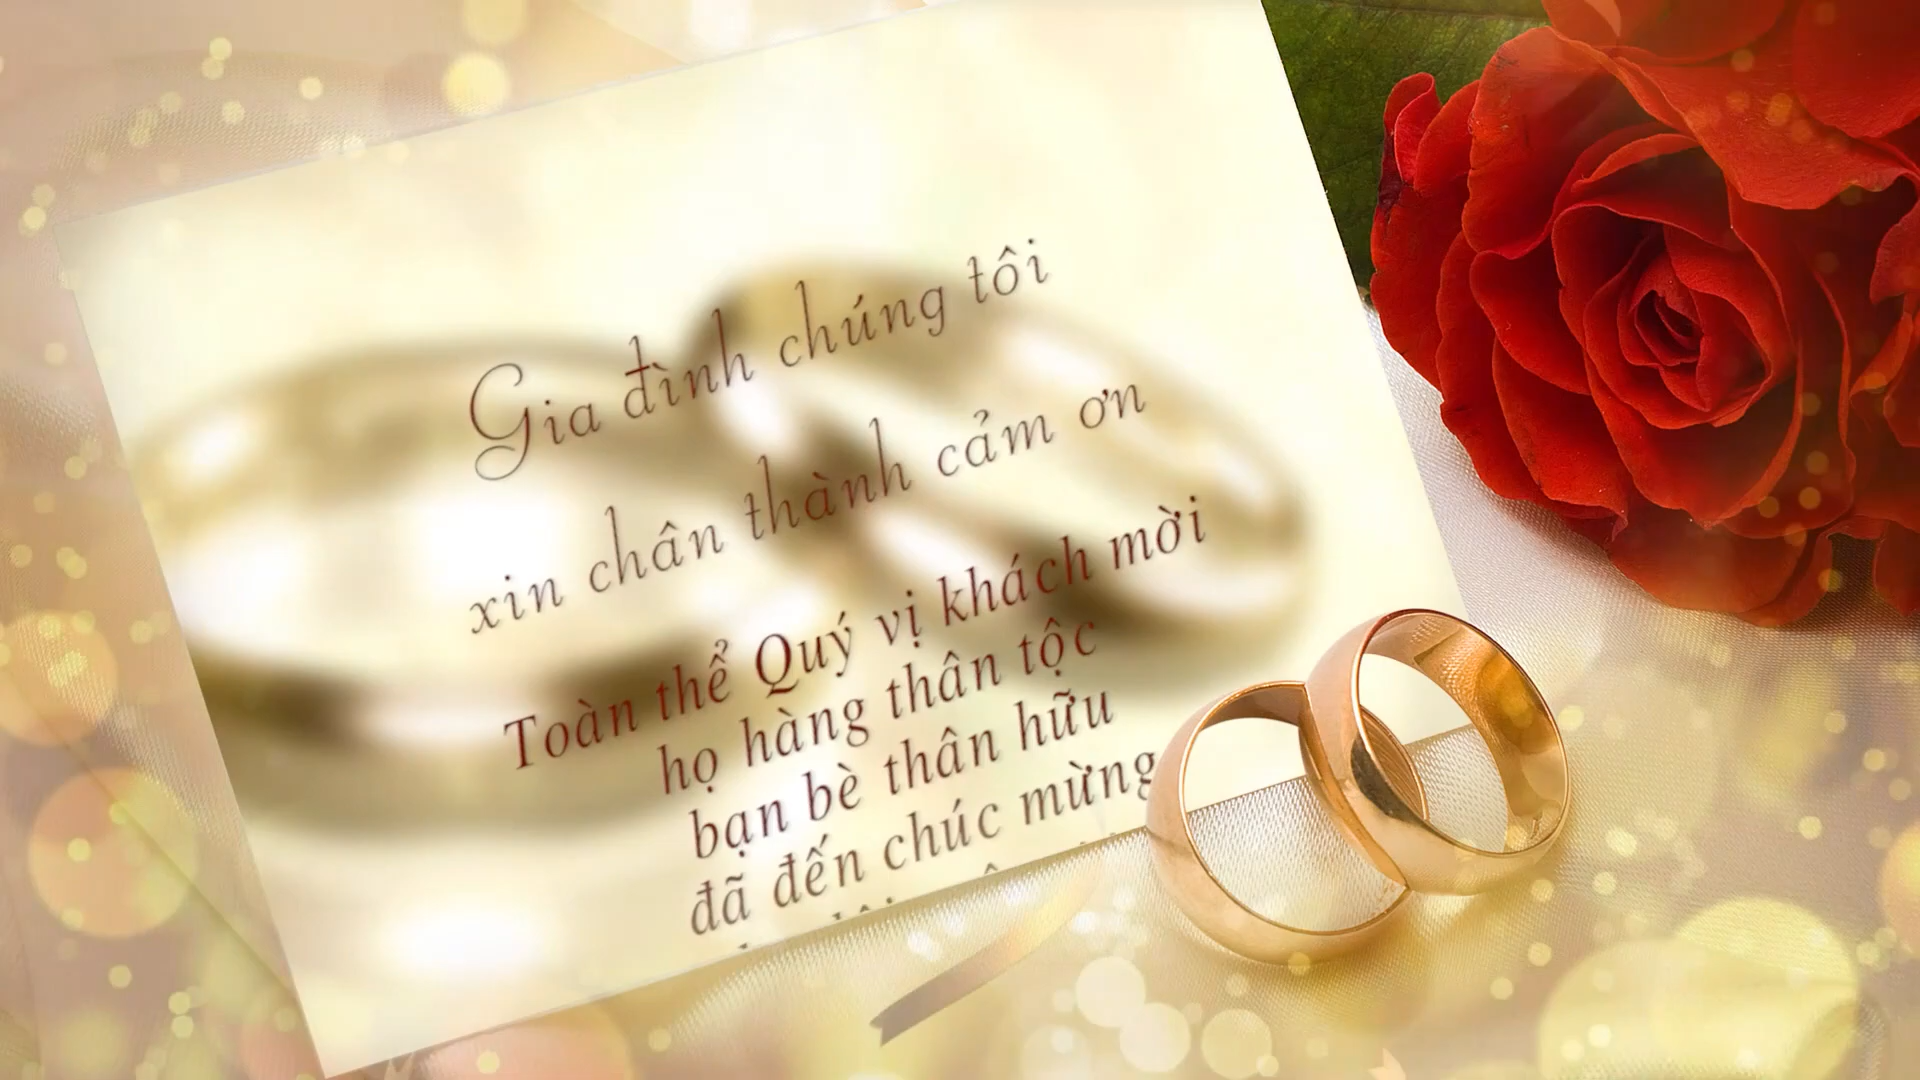 Gia đình chúng tôi
xin chân thành cảm ơn
Toàn thể Quý vị khách mời
họ hàng thân tộc
bạn bè thân hữu
đã đến chúc mừng